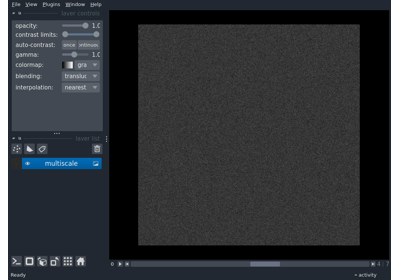 File View Plugins Window Help
layer controls
opacity: 1.0
contrast limits:
auto-contrast: once
gamma: 1.0
colormap: gra
blending: translu
interpolation: nearest
layer list
multiscale
0
Ready activity